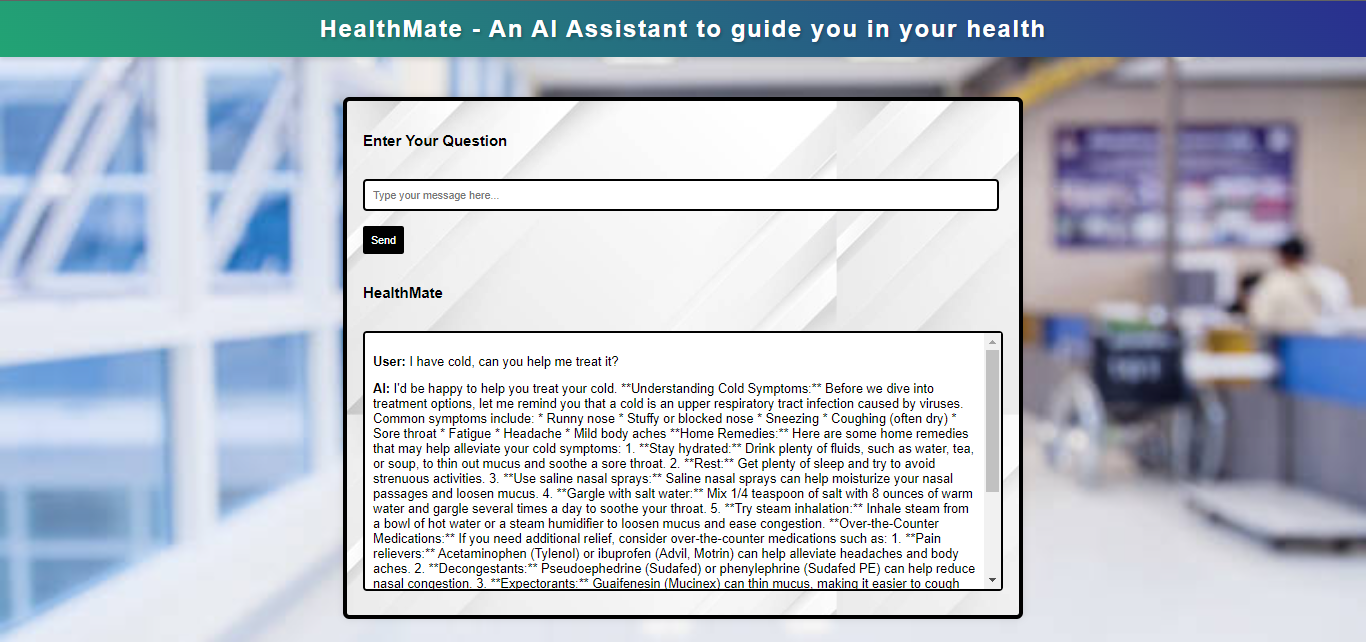 HealthMate - An AI Assistant to guide you in your health
Enter Your Question
Type your message here...
Send
HealthMate
User: I have cold, can you help me treat it?
AI: I'd be happy to help you treat your cold. **Understanding Cold Symptoms:** Before we dive into
treatment options, let me remind you that a cold is an upper respiratory tract infection caused by viruses.
Common symptoms include: * Runny nose * Stuffy or blocked nose * Sneezing * Coughing (often dry) *
Sore throat * Fatigue * Headache * Mild body aches **Home Remedies:** Here are some home remedies
that may help alleviate your cold symptoms: 1. **Stay hydrated:** Drink plenty of fluids, such as water, tea,
or soup, to thin out mucus and soothe a sore throat. 2. **Rest:** Get plenty of sleep and try to avoid
strenuous activities. 3. **Use saline nasal sprays:** Saline nasal sprays can help moisturize your nasal
passages and loosen mucus. 4. **Gargle with salt water:** Mix 1/4 teaspoon of salt with 8 ounces of warm
water and gargle several times a day to soothe your throat. 5. **Try steam inhalation:** Inhale steam from
a bowl of hot water or a steam humidifier to loosen mucus and ease congestion. **Over-the-Counter
Medications:** If you need additional relief, consider over-the-counter medications such as: 1. **Pain
relievers:** Acetaminophen (Tylenol) or ibuprofen (Advil, Motrin) can help alleviate headaches and body
aches. 2. **Decongestants:** Pseudoephedrine (Sudafed) or phenylephrine (Sudafed PE) can help reduce
nasal congestion. 3. **Expectorants:** Guaifenesin (Mucinex) can thin mucus, making it easier to cough